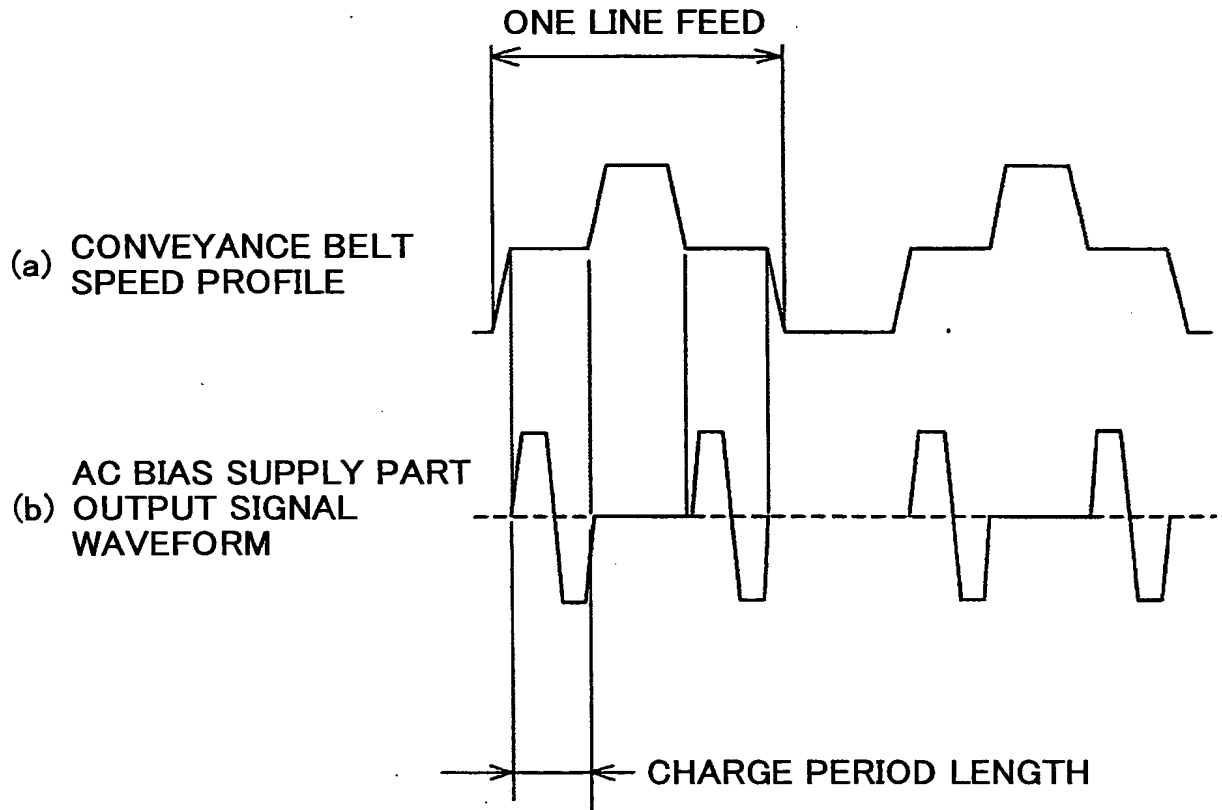 ONE LINE FEED
(a) CONVEYANCE BELT
SPEED PROFILE
AC BIAS SUPPLY PART
(b) OUTPUT SIGNAL
WAVEFORM
CHARGE PERIOD LENGTH